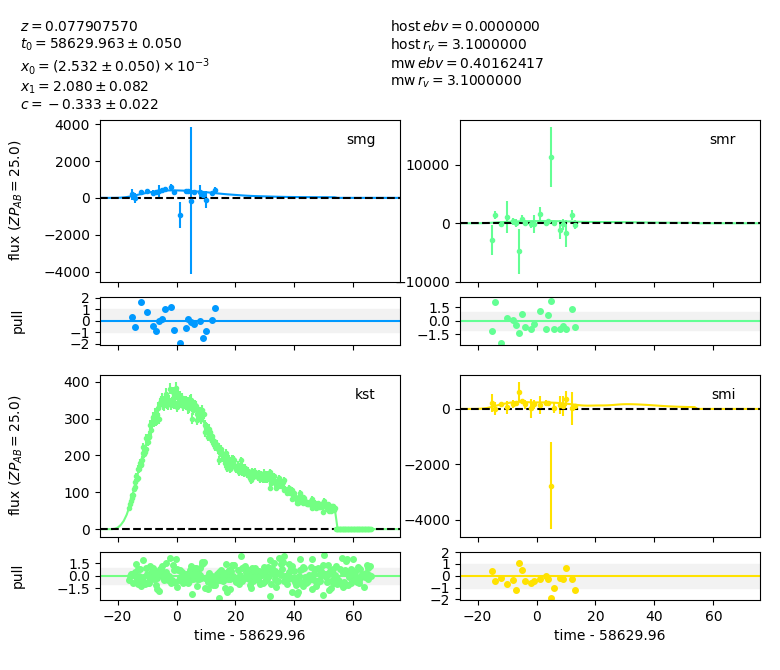 z = 0.077907570
t₀ = 58629.963 ± 0.050
x₀ = (2.532 ± 0.050) × 10⁻³
x₁ = 2.080 ± 0.082
c = −0.333 ± 0.022
host ebv = 0.0000000
host r_v = 3.1000000
mw ebv = 0.40162417
mw r_v = 3.1000000
flux (ZP_AB = 25.0)
4000
2000
0
−2000
−4000
smg
10000
0
−10000
smr
pull
2
1
0
−1
−2
1.5
0.0
−1.5
flux (ZP_AB = 25.0)
400
300
200
100
0
kst
0
−2000
−4000
smi
pull
1.5
0.0
−1.5
−20 0 20 40 60
time - 58629.96
2
1
0
−1
−2
−20 0 20 40 60
time - 58629.96